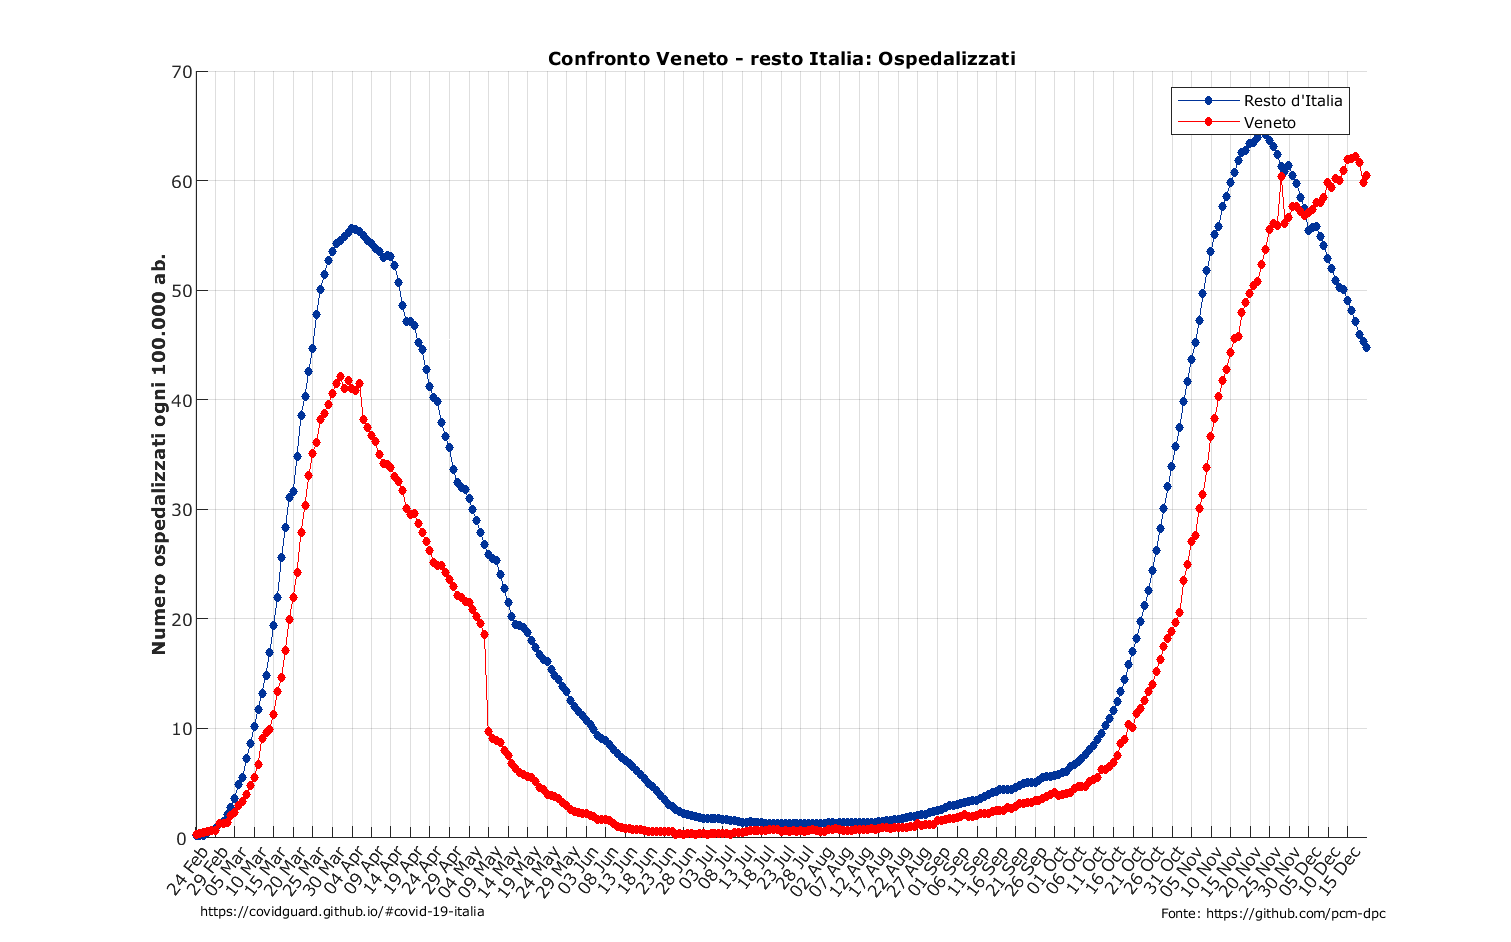 Confronto Veneto - resto Italia: Ospedalizzati
Resto d'Italia
Veneto
Numero ospedalizzati ogni 100.000 ab.
70
60
50
40
30
20
10
0
24 Feb
29 Feb
05 Mar
10 Mar
15 Mar
20 Mar
25 Mar
30 Mar
04 Apr
09 Apr
14 Apr
19 Apr
24 Apr
29 Apr
04 May
09 May
14 May
19 May
24 May
29 May
03 Jun
08 Jun
13 Jun
18 Jun
23 Jun
28 Jun
03 Jul
08 Jul
13 Jul
18 Jul
23 Jul
28 Jul
02 Aug
07 Aug
12 Aug
17 Aug
22 Aug
27 Aug
01 Sep
06 Sep
11 Sep
16 Sep
21 Sep
26 Sep
01 Oct
06 Oct
11 Oct
16 Oct
21 Oct
26 Oct
31 Oct
05 Nov
10 Nov
15 Nov
20 Nov
25 Nov
30 Nov
05 Dec
10 Dec
15 Dec
https://covidguard.github.io/#covid-19-italia
Fonte: https://github.com/pcm-dpc